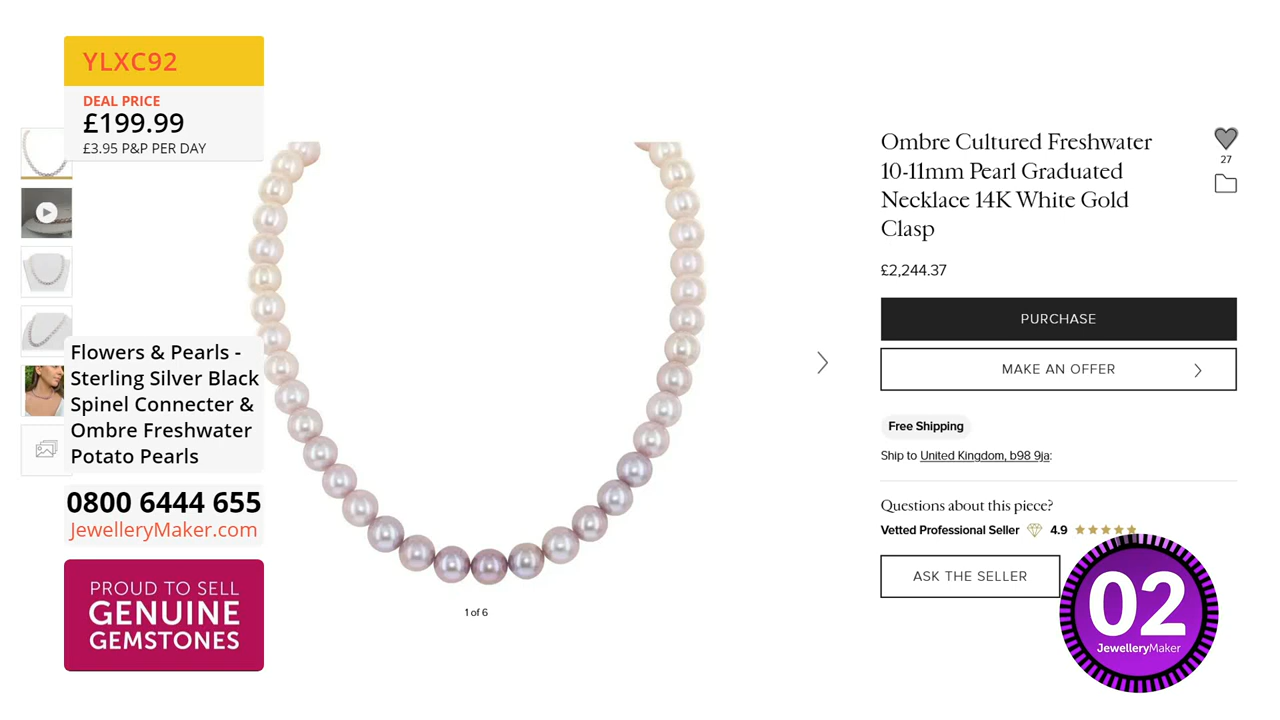 YLXC92
DEAL PRICE
£199.99
£3.95 P&P PER DAY
Flowers & Pearls -
Sterling Silver Black
Spinel Connecter &
Ombre Freshwater
Potato Pearls
0800 6444 655
JewelleryMaker.com
PROUD TO SELL
GENUINE
GEMSTONES
1 of 6
Ombre Cultured Freshwater
10-11mm Pearl Graduated
Necklace 14K White Gold
Clasp
27
£2,244.37
PURCHASE
MAKE AN OFFER
Free Shipping
Ship to United Kingdom, b98 9ja:
Questions about this piece?
Vetted Professional Seller 4.9
ASK THE SELLER
02
JewelleryMaker